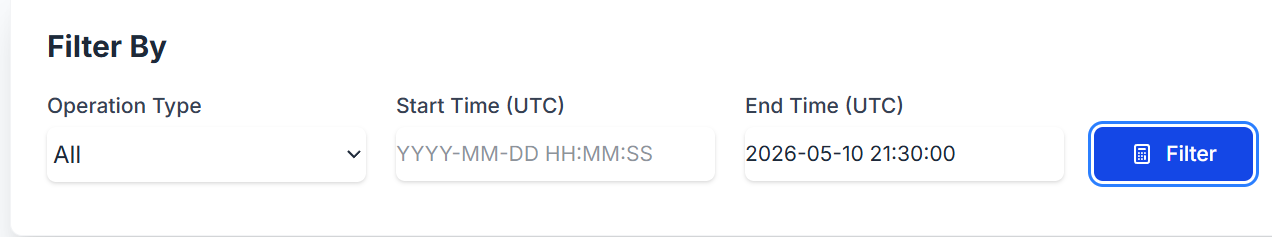 Filter By
Operation Type Start Time (UTC) End Time (UTC)
All YYYY-MM-DD HH:MM:SS 2026-05-10 21:30:00 Filter